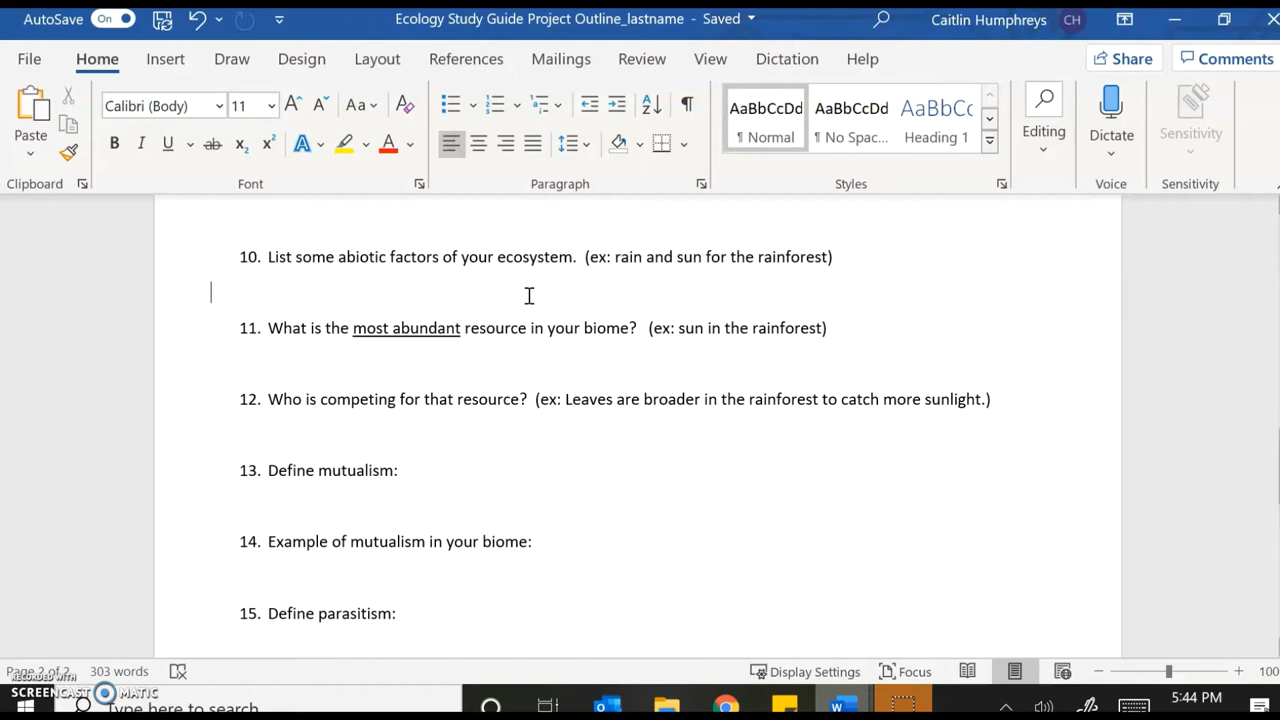 AutoSave On Ecology Study Guide Project Outline_lastname - Saved Caitlin Humphreys CH
File Home Insert Draw Design Layout References Mailings Review View Dictation Help Share Comments
Calibri (Body) 11 Aa AaBbCcDd AaBbCcDd AaBbCc
Paste B I U ab x₂ x² A A ¶ Normal ¶ No Spac... Heading 1 Editing Dictate Sensitivity
Clipboard Font Paragraph Styles Voice Sensitivity
10. List some abiotic factors of your ecosystem. (ex: rain and sun for the rainforest)
11. What is the most abundant resource in your biome? (ex: sun in the rainforest)
12. Who is competing for that resource? (ex: Leaves are broader in the rainforest to catch more sunlight.)
13. Define mutualism:
14. Example of mutualism in your biome:
15. Define parasitism:
Page 2 of 2 303 words Display Settings Focus 100
RECORDED WITH
SCREENCAST MATIC
Type here to search 5:44 PM